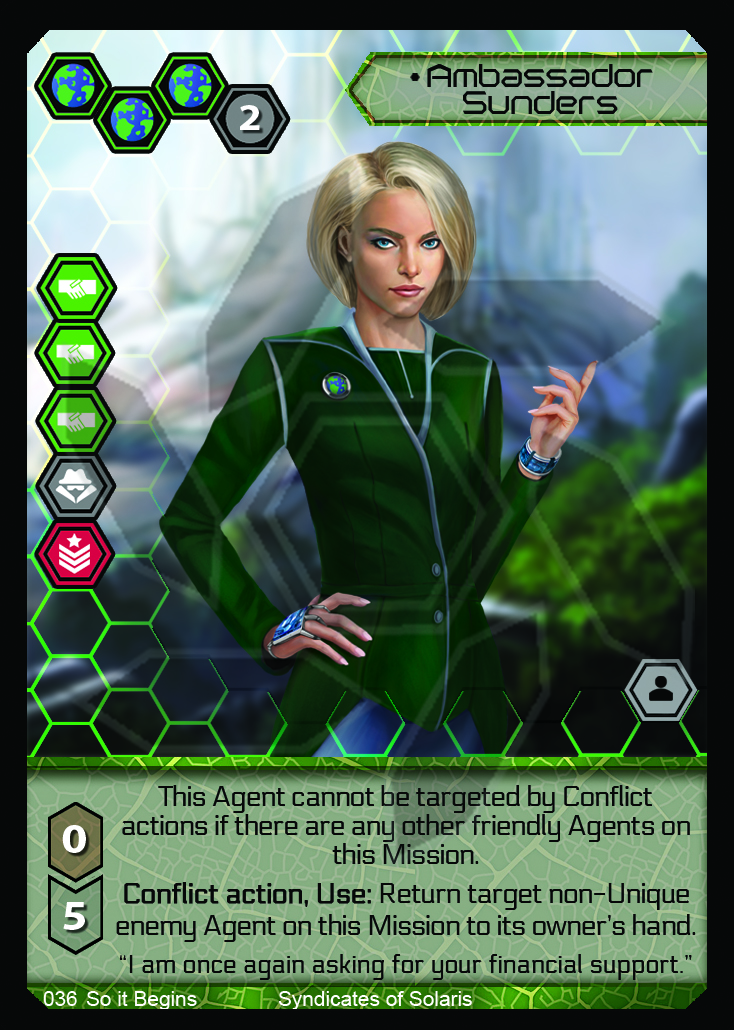 2
• Ambassador
Sunders
This Agent cannot be targeted by Conflict
actions if there are any other friendly Agents on
this Mission.
0
Conflict action, Use: Return target non-Unique
5
enemy Agent on this Mission to its owner's hand.
“I am once again asking for your financial support.”
036 So it Begins Syndicates of Solaris